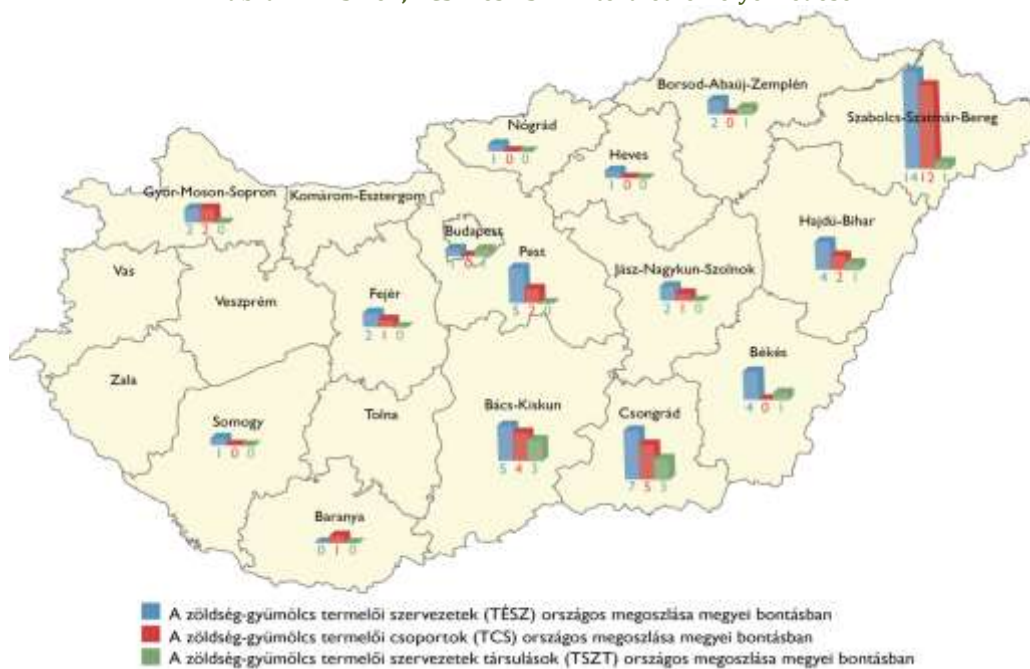 Borsod-Abaúj-Zemplén
2 0 1
Szabolcs-Szatmár-Bereg
14 12 1
Nógrád
1 0 0
Heves
1 0 0
Győr-Moson-Sopron
2 2 0
Komárom-Esztergom
Hajdú-Bihar
4 2 1
Budapest
1 0
Pest
5 2 0
Jász-Nagykun-Szolnok
2 1 0
Vas
Veszprém
Fejér
2 1 0
Békés
4 0 1
Zala
Tolna
Bács-Kiskun
5 4 3
Csongrád
7 5 3
Somogy
1 0 0
Baranya
0 1 0
A zöldség-gyümölcs termelői szervezetek (TÉSZ) országos megoszlása megyei bontásban
A zöldség-gyümölcs termelői csoportok (TCS) országos megoszlása megyei bontásban
A zöldség-gyümölcs termelői szervezetek társulások (TSZT) országos megoszlása megyei bontásban